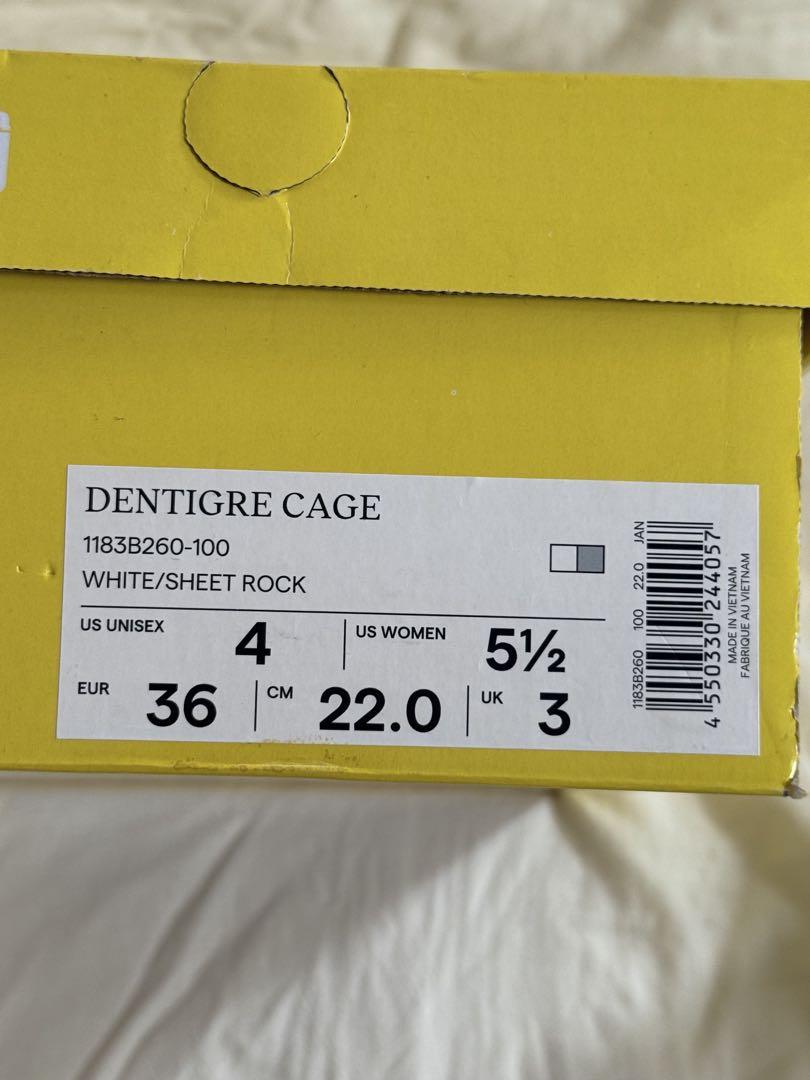 DENTIGRE CAGE
1183B260-100
WHITE/SHEET ROCK
US UNISEX 4 US WOMEN 5½
EUR 36 CM 22.0 UK 3
1183B260 100 22.0 JAN
4 550330 244057
MADE IN VIETNAM
FABRIQUE AU VIETNAM